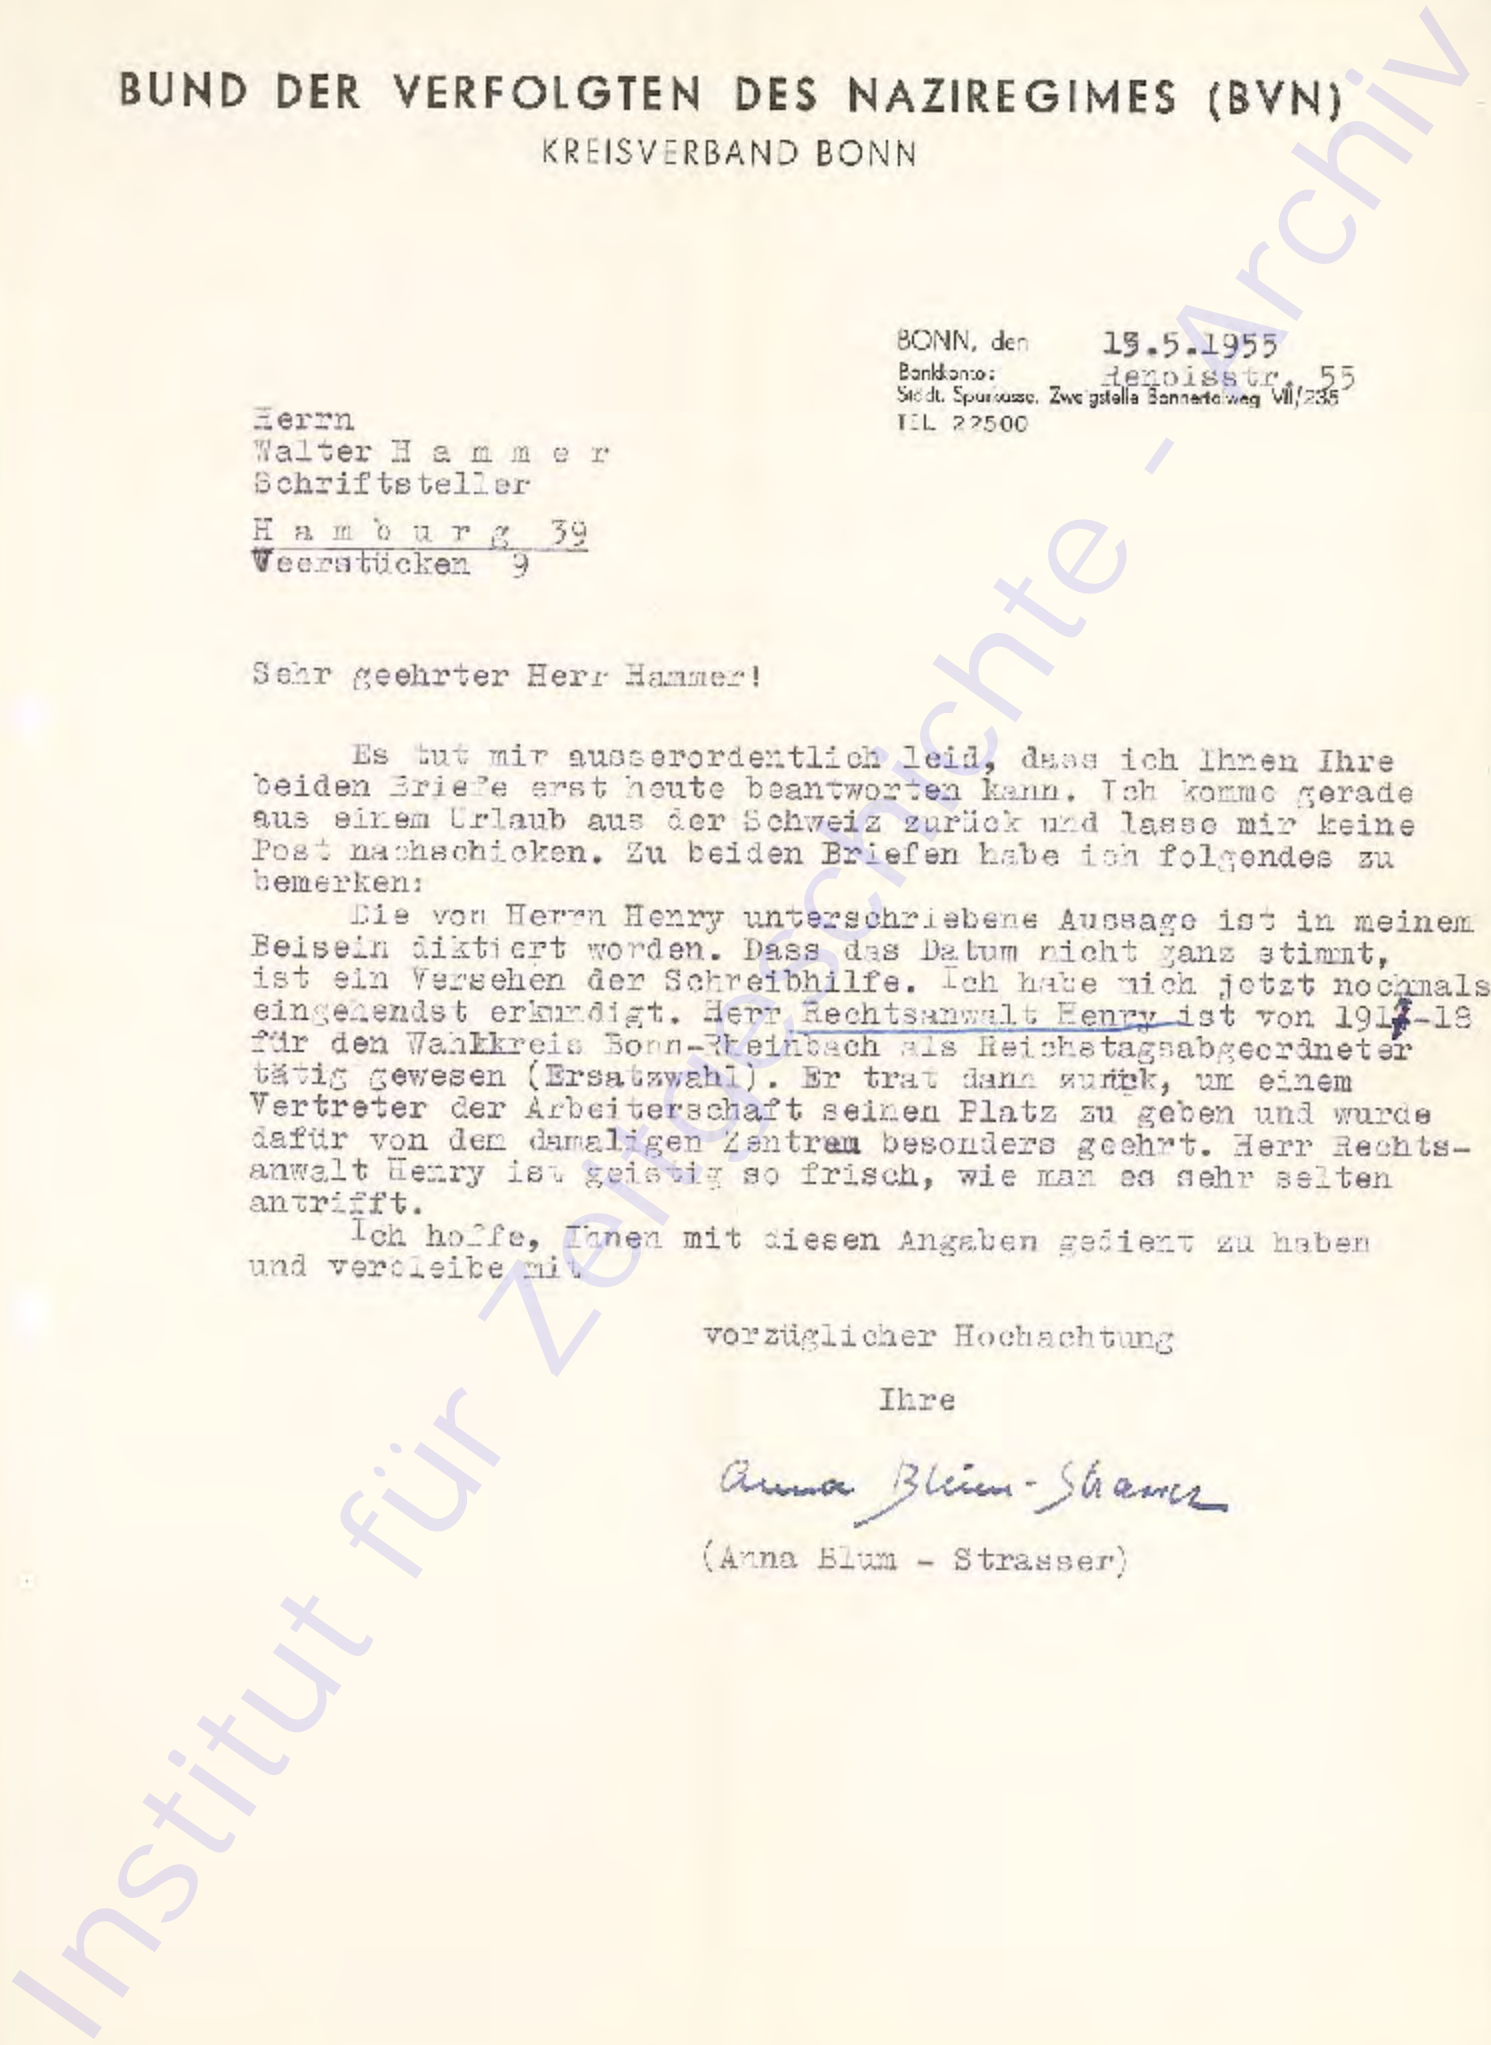 BUND DER VERFOLGTEN DES NAZIREGIMES (BVN)
KREISVERBAND BONN
BONN, den 13.5.1955
Bankkonto: Renoisstr. 55
Städt. Sparkasse, Zweigstelle Bonnertalweg VII/235
TEL 22500
Herrn
Walter H a m m e r
Schriftsteller
H a m b u r g 39
Veerstücken 9
Sehr geehrter Herr Hammer!
Es tut mir ausserordentlich leid, dass ich Ihnen Ihre
beiden Briefe erst heute beantworten kann. Ich komme gerade
aus einem Urlaub aus der Schweiz zurück und lasse mir keine
Post nachschicken. Zu beiden Briefen habe ich folgendes zu
bemerken:
Die von Herrn Henry unterschriebene Aussage ist in meinem
Beisein diktiert worden. Dass das Datum nicht ganz stimmt,
ist ein Versehen der Schreibhilfe. Ich habe mich jetzt nochmals
eingehendst erkundigt. Herr Rechtsanwalt Henry ist von 1917-18
für den Wahkkreis Bonn-Rheinbach als Reichstagsabgeordneter
tätig gewesen (Ersatzwahl). Er trat dann zurück, um einem
Vertreter der Arbeiterschaft seinen Platz zu geben und wurde
dafür von dem damaligen Zentrum besonders geehrt. Herr Rechts-
anwalt Henry ist geistig so frisch, wie man es sehr selten
antrifft.
Ich hoffe, Ihnen mit diesen Angaben gedient zu haben
und verbleibe mit
vorzüglicher Hochachtung
Ihre
Anna Blum-Strasser
(Anna Blum - Strasser)
Institut für Zeitgeschichte - Archiv